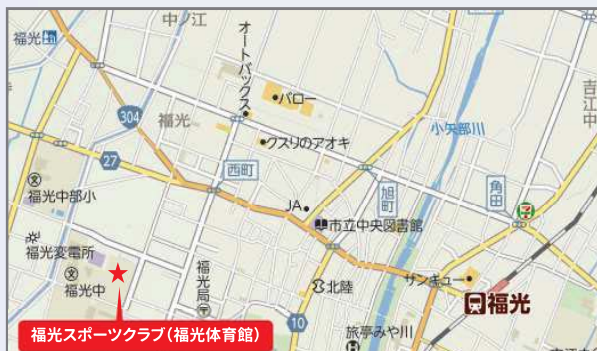 中ノ江
福光
オートバックス
バロー
304
福光
クスリのアオキ
小矢部川
吉江中
27
西町
旭町
角田
福光中部小
JA
市立中央図書館
福光変電所
福光中
福光局
北陸
サンキュー
福光
10
旅亭みや川
福光スポーツクラブ(福光体育館)